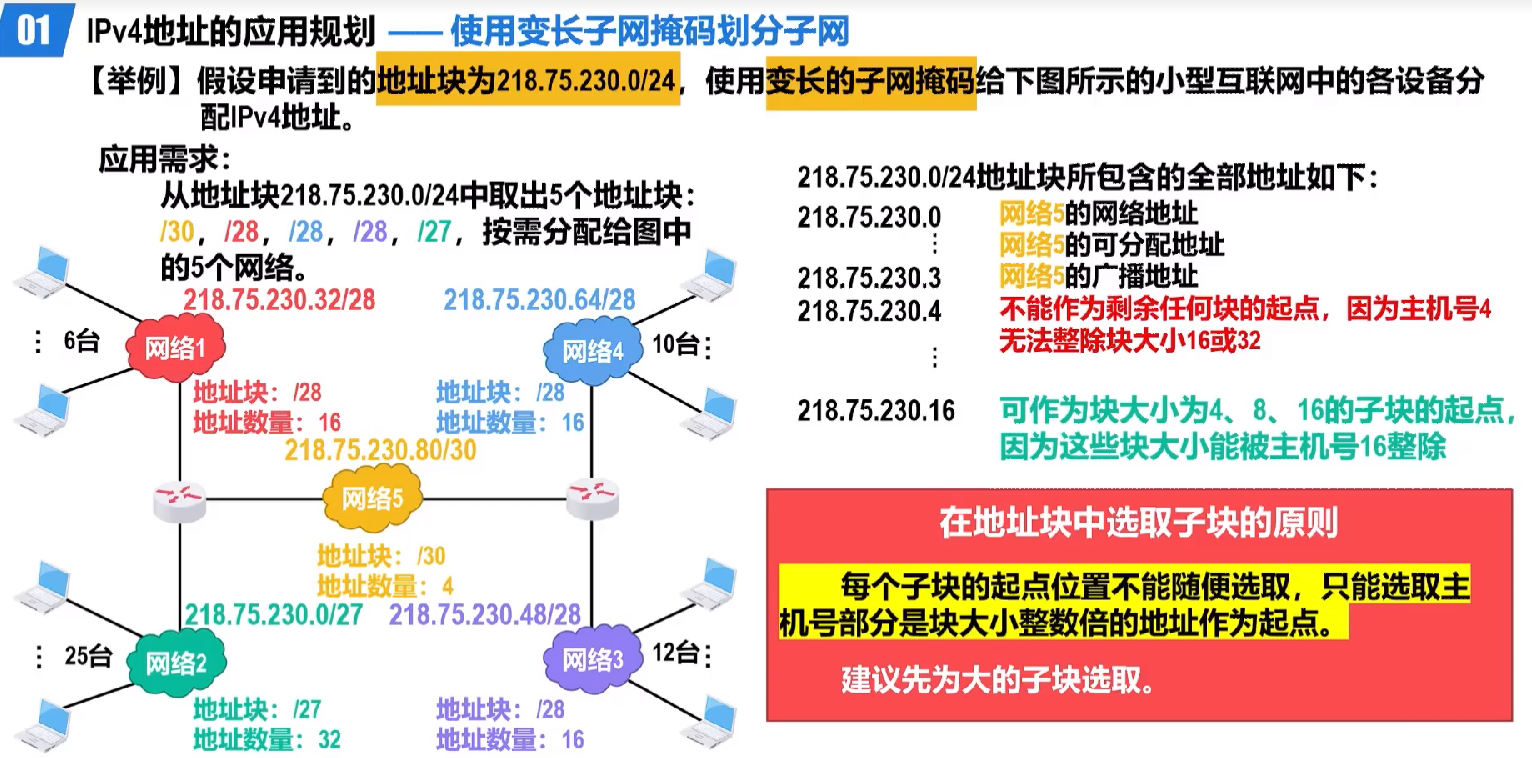 01 IPv4地址的应用规划 —— 使用变长子网掩码划分子网
【举例】假设申请到的地址块为218.75.230.0/24，使用变长的子网掩码给下图所示的小型互联网中的各设备分
配IPv4地址。
应用需求：
从地址块218.75.230.0/24中取出5个地址块：
/30，/28，/28，/28，/27，按需分配给图中
的5个网络。
218.75.230.32/28
6台
网络1
地址块：/28
地址数量：16
218.75.230.64/28
网络4
10台
地址块：/28
地址数量：16
218.75.230.80/30
网络5
地址块：/30
地址数量：4
218.75.230.0/27
25台
网络2
地址块：/27
地址数量：32
218.75.230.48/28
网络3
12台
地址块：/28
地址数量：16
218.75.230.0/24地址块所包含的全部地址如下：
218.75.230.0 网络5的网络地址
⋮ 网络5的可分配地址
218.75.230.3 网络5的广播地址
218.75.230.4 不能作为剩余任何块的起点，因为主机号4
无法整除块大小16或32
⋮
218.75.230.16 可作为块大小为4、8、16的子块的起点，
因为这些块大小能被主机号16整除
在地址块中选取子块的原则
每个子块的起点位置不能随便选取，只能选取主
机号部分是块大小整数倍的地址作为起点。
建议先为大的子块选取。